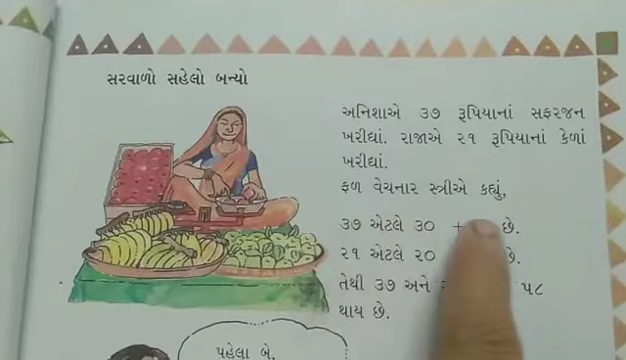 સરવાળો સહેલો બન્યો
અનિશાએ ૩૭ રૂપિયાનાં સફરજન
ખરીદ્યાં. રાજાએ ૨૧ રૂપિયાનાં કેળાં
ખરીદ્યાં.
ફળ વેચનાર સ્ત્રીએ કહ્યું,
૩૭ એટલે ૩૦ + છે.
૨૧ એટલે ૨૦ છે.
તેથી ૩૭ અને ૫૮
થાય છે.
પહેલા બે,